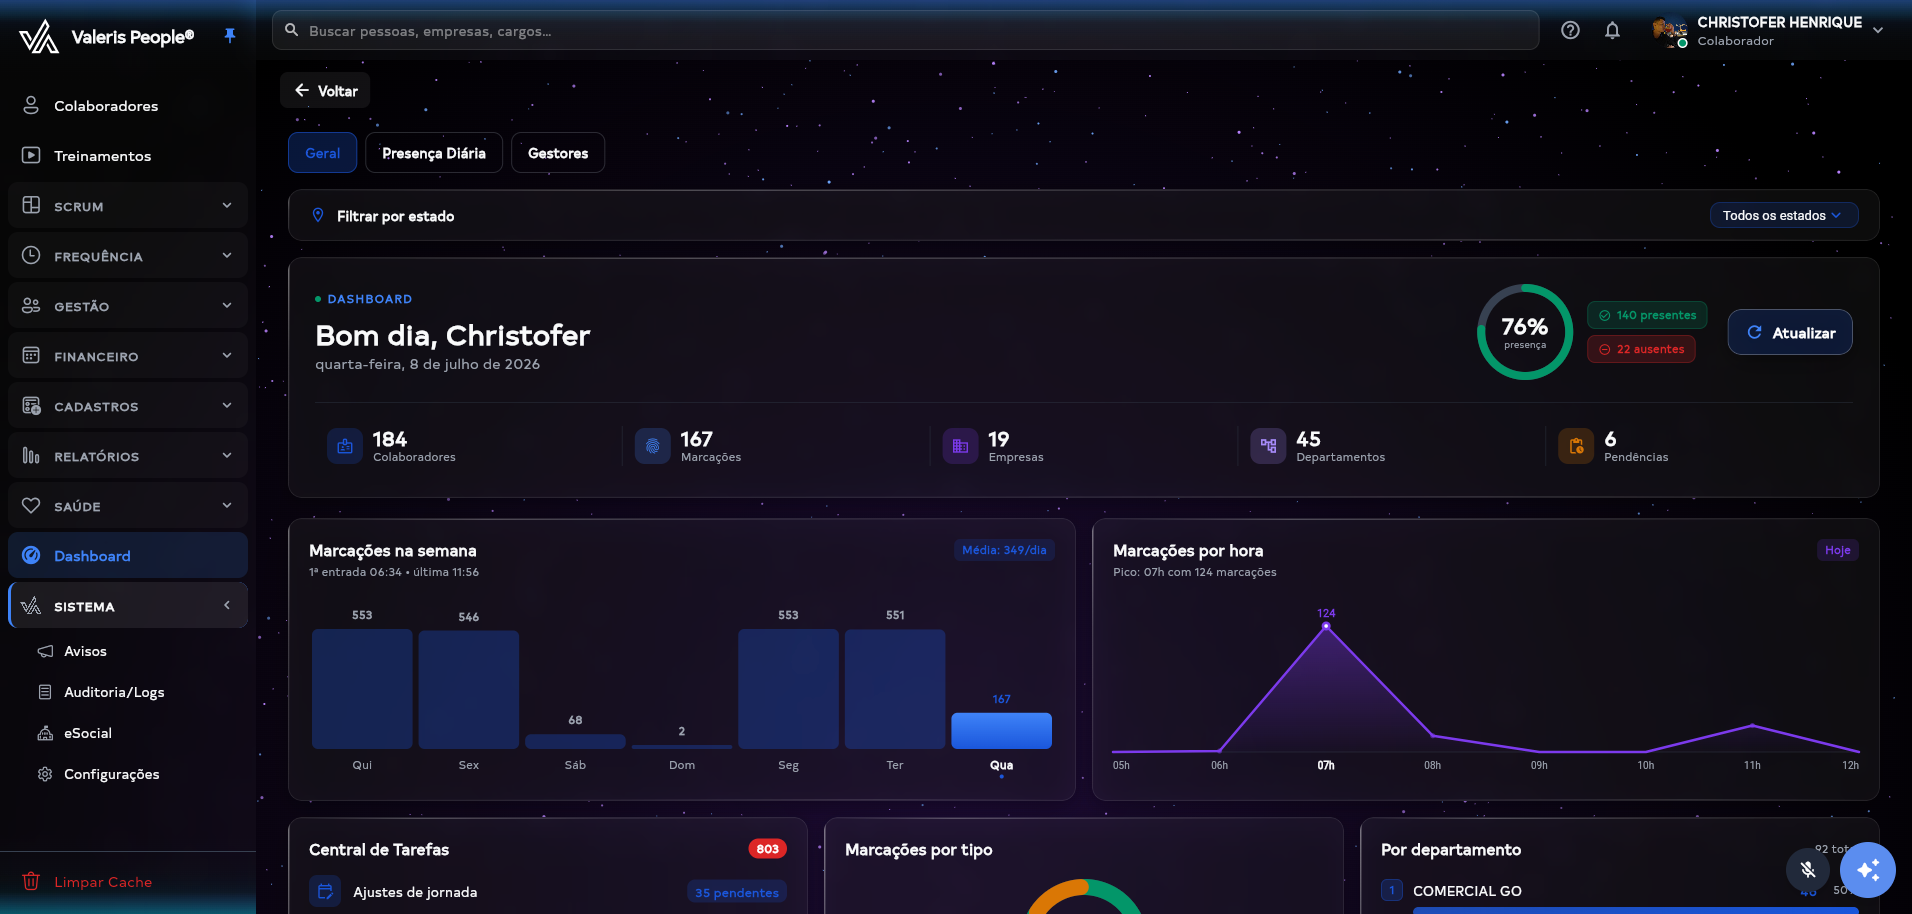 Valeris People®
Buscar pessoas, empresas, cargos...
CHRISTOFER HENRIQUE
Colaborador
Colaboradores
Treinamentos
SCRUM
FREQUÊNCIA
GESTÃO
FINANCEIRO
CADASTROS
RELATÓRIOS
SAÚDE
Dashboard
SISTEMA
Avisos
Auditoria/Logs
eSocial
Configurações
Limpar Cache
Voltar
Geral
Presença Diária
Gestores
Filtrar por estado
Todos os estados
DASHBOARD
Bom dia, Christofer
quarta-feira, 8 de julho de 2026
76%
presença
140 presentes
22 ausentes
Atualizar
184
Colaboradores
167
Marcações
19
Empresas
45
Departamentos
6
Pendências
Marcações na semana
Média: 349/dia
1ª entrada 06:34 • última 11:56
553
546
68
2
553
551
167
Qui
Sex
Sáb
Dom
Seg
Ter
Qua
Marcações por hora
Hoje
Pico: 07h com 124 marcações
124
05h
06h
07h
08h
09h
10h
11h
12h
Central de Tarefas
803
Ajustes de jornada
35 pendentes
Marcações por tipo
Por departamento
1
COMERCIAL GO